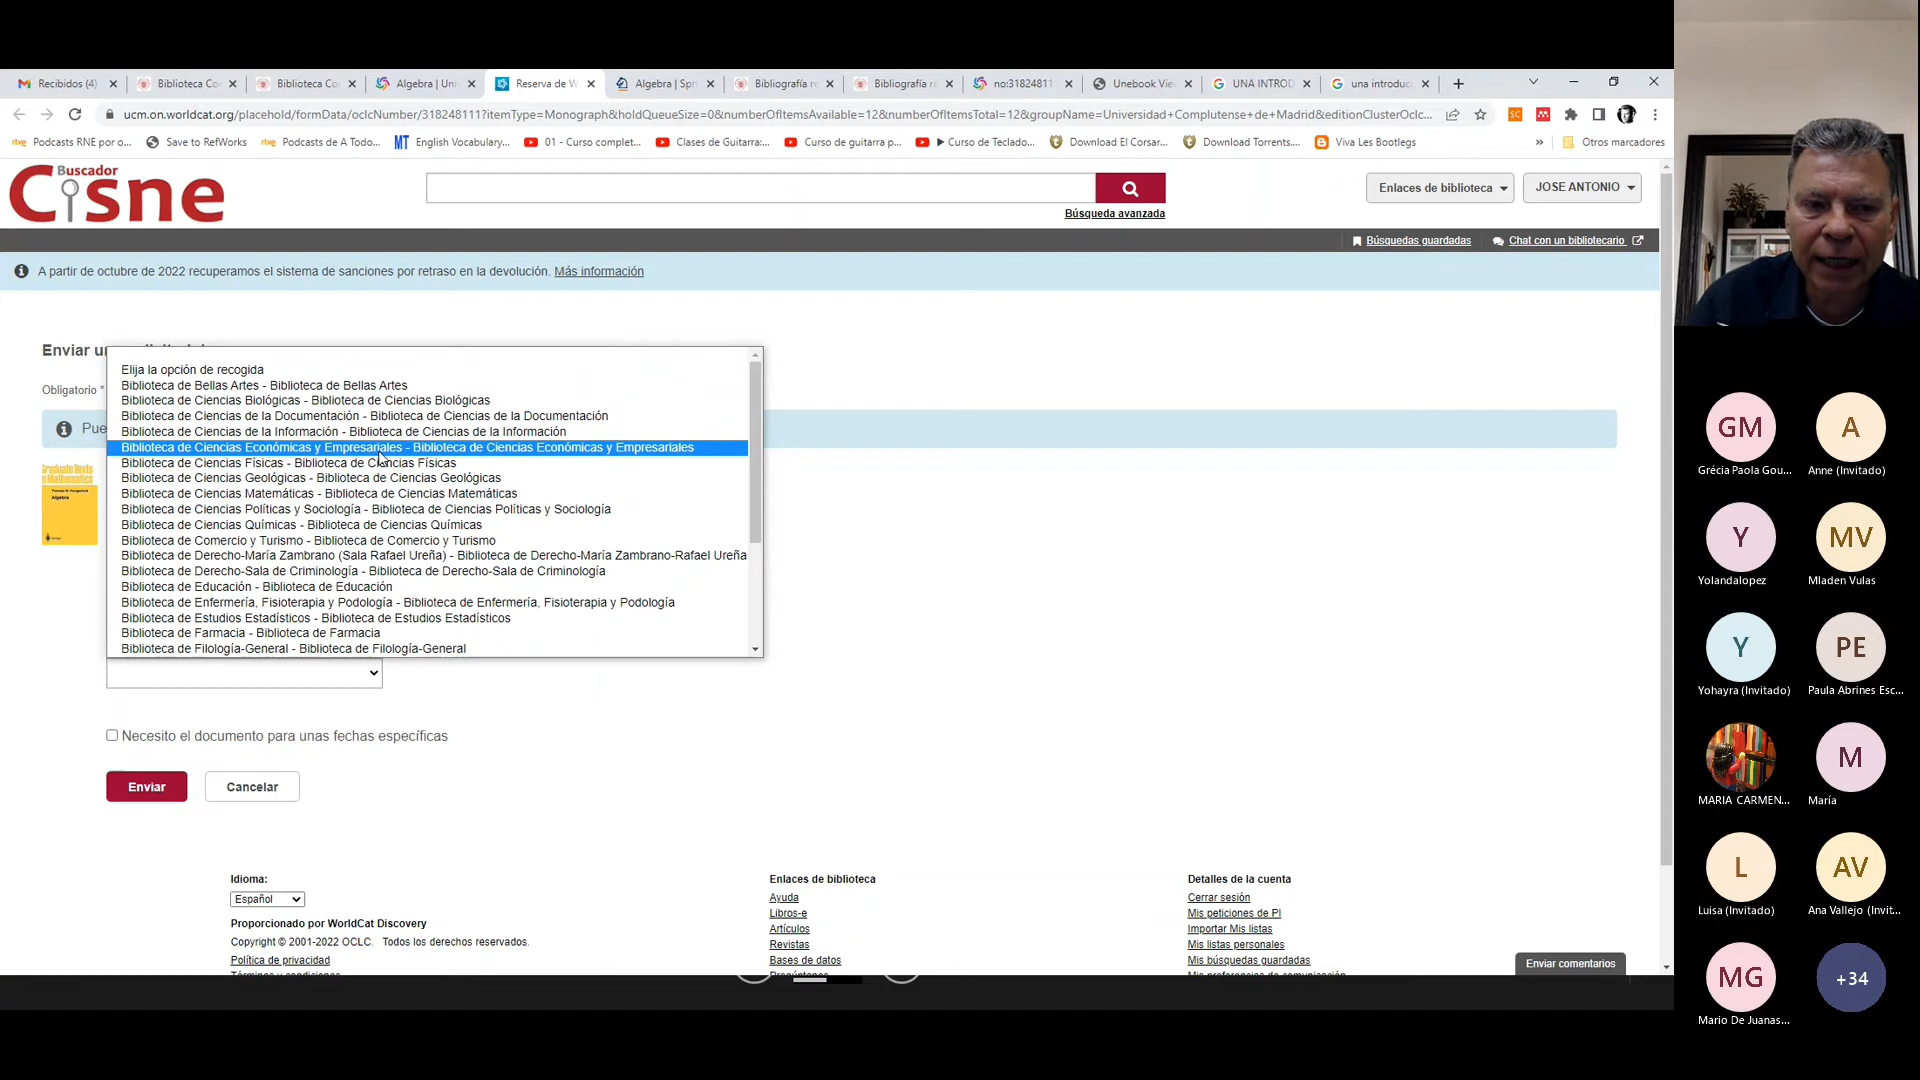 Recibidos (4)
Biblioteca Co
Biblioteca Co
Algebra | Uni
Reserva de W
Algebra | Spr
Bibliografía re
Bibliografía re
no:31824811
Unebook Vie
UNA INTROD
una introduc
ucm.on.worldcat.org/placehold/formData/oclcNumber/318248111?itemType=Monograph&holdQueueSize=0&numberOfItemsAvailable=12&numberOfItemsTotal=12&groupName=Universidad+Complutense+de+Madrid&editionClusterOclc...
Podcasts RNE por o...
Save to RefWorks
Podcasts de A Todo...
English Vocabulary...
01 - Curso complet...
Clases de Guitarra:...
Curso de guitarra p...
Curso de Teclado...
Download El Corsar...
Download Torrents....
Viva Les Bootlegs
»
Otros marcadores
Buscador
Cisne
Enlaces de biblioteca
JOSE ANTONIO
Búsqueda avanzada
Búsquedas guardadas
Chat con un bibliotecario
A partir de octubre de 2022 recuperamos el sistema de sanciones por retraso en la devolución. Más información
Enviar
Obligatorio *
Pue
Graduate Texts
Algebra
Elija la opción de recogida
Biblioteca de Bellas Artes - Biblioteca de Bellas Artes
Biblioteca de Ciencias Biológicas - Biblioteca de Ciencias Biológicas
Biblioteca de Ciencias de la Documentación - Biblioteca de Ciencias de la Documentación
Biblioteca de Ciencias de la Información - Biblioteca de Ciencias de la Información
Biblioteca de Ciencias Económicas y Empresariales - Biblioteca de Ciencias Económicas y Empresariales
Biblioteca de Ciencias Físicas - Biblioteca de Ciencias Físicas
Biblioteca de Ciencias Geológicas - Biblioteca de Ciencias Geológicas
Biblioteca de Ciencias Matemáticas - Biblioteca de Ciencias Matemáticas
Biblioteca de Ciencias Políticas y Sociología - Biblioteca de Ciencias Políticas y Sociología
Biblioteca de Ciencias Químicas - Biblioteca de Ciencias Químicas
Biblioteca de Comercio y Turismo - Biblioteca de Comercio y Turismo
Biblioteca de Derecho-María Zambrano (Sala Rafael Ureña) - Biblioteca de Derecho-María Zambrano-Rafael Ureña
Biblioteca de Derecho-Sala de Criminología - Biblioteca de Derecho-Sala de Criminología
Biblioteca de Educación - Biblioteca de Educación
Biblioteca de Enfermería, Fisioterapia y Podología - Biblioteca de Enfermería, Fisioterapia y Podología
Biblioteca de Estudios Estadísticos - Biblioteca de Estudios Estadísticos
Biblioteca de Farmacia - Biblioteca de Farmacia
Biblioteca de Filología-General - Biblioteca de Filología-General
Necesito el documento para unas fechas específicas
Enviar
Cancelar
Idioma:
Español
Proporcionado por WorldCat Discovery
Copyright © 2001-2022 OCLC. Todos los derechos reservados.
Política de privacidad
Términos y condiciones
Enlaces de biblioteca
Ayuda
Libros-e
Artículos
Revistas
Bases de datos
Detalles de la cuenta
Cerrar sesión
Mis peticiones de PI
Importar Mis listas
Mis listas personales
Mis búsquedas guardadas
Mis preferencias de comunicación
Enviar comentarios
GM
Grécia Paola Gou...
A
Anne (Invitado)
Y
Yolandalopez
MV
Mladen Vulas
Y
Yohayra (Invitado)
PE
Paula Abrines Esc...
MARIA CARMEN...
M
María
L
Luisa (Invitado)
AV
Ana Vallejo (Invit...
MG
Mario De Juanas...
+34